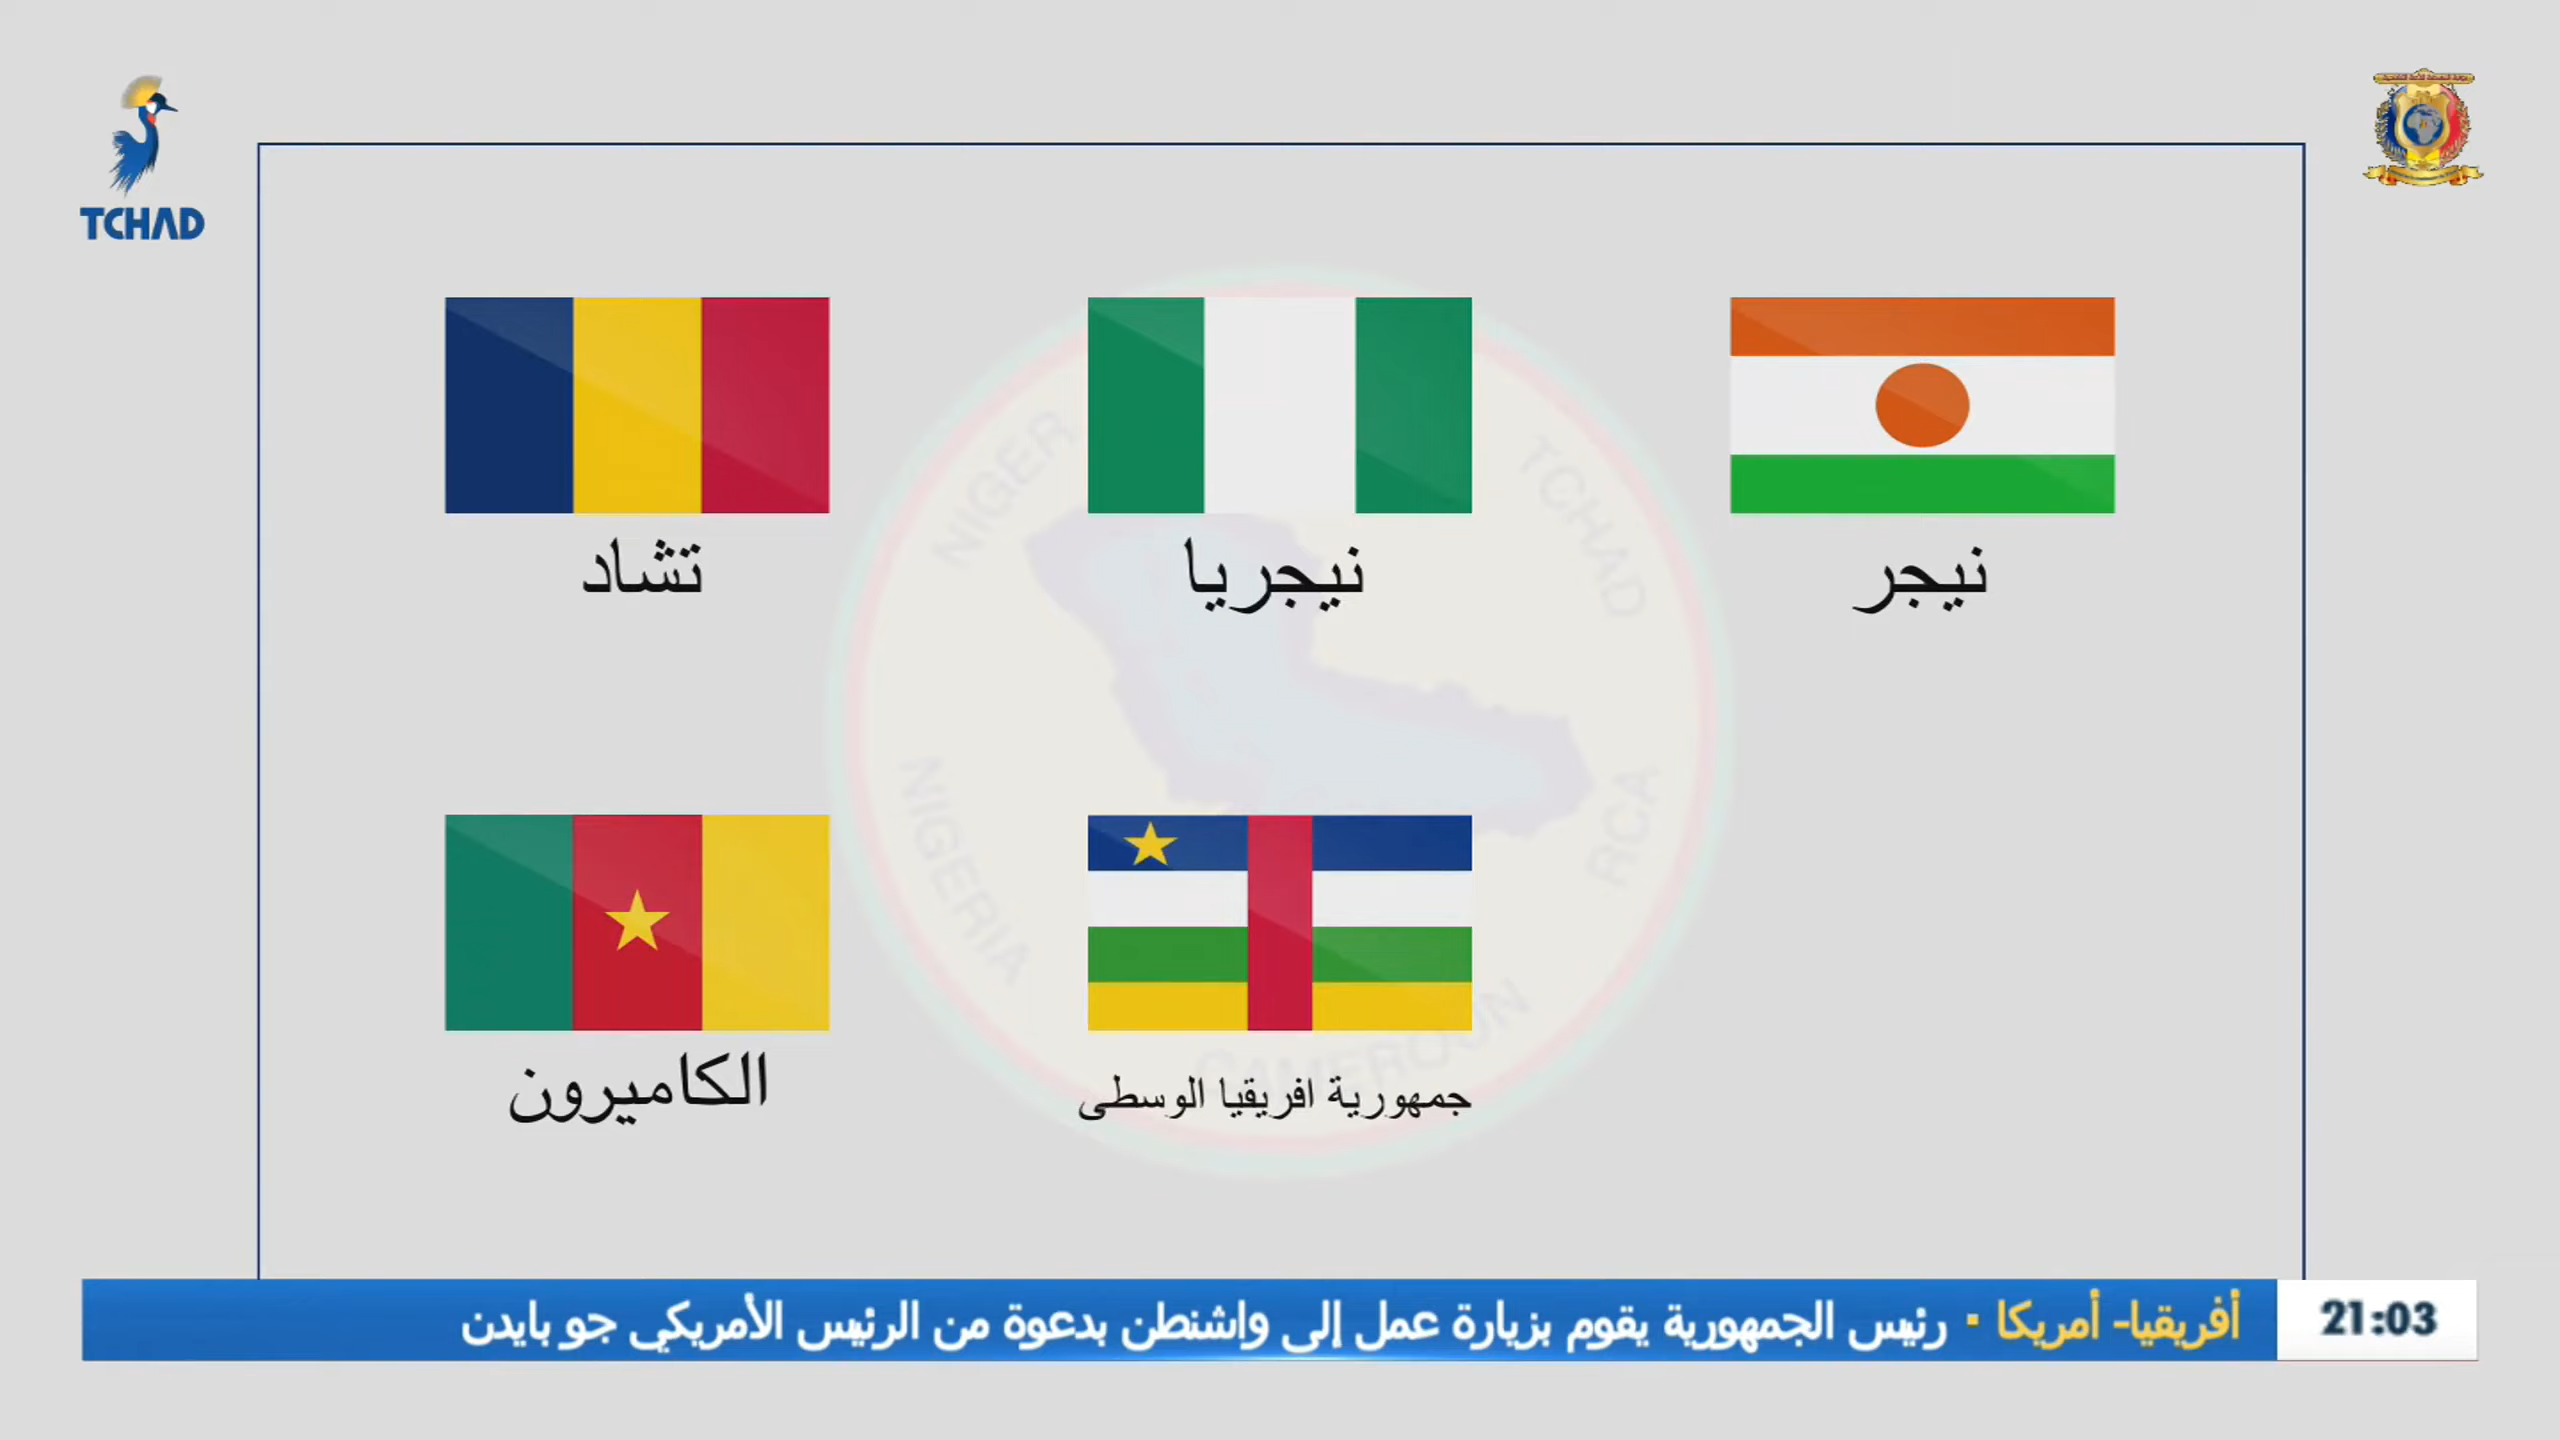 TCHAD
تشاد
نيجريا
نيجر
NIGER
TCHAD
NIGERIA
RCA
CAMEROUN
الكاميرون
جمهورية افريقيا الوسطى
أفريقيا- أمريكا ▪ رئيس الجمهورية يقوم بزيارة عمل إلى واشنطن بدعوة من الرئيس الأمريكي جو بايدن
21:03